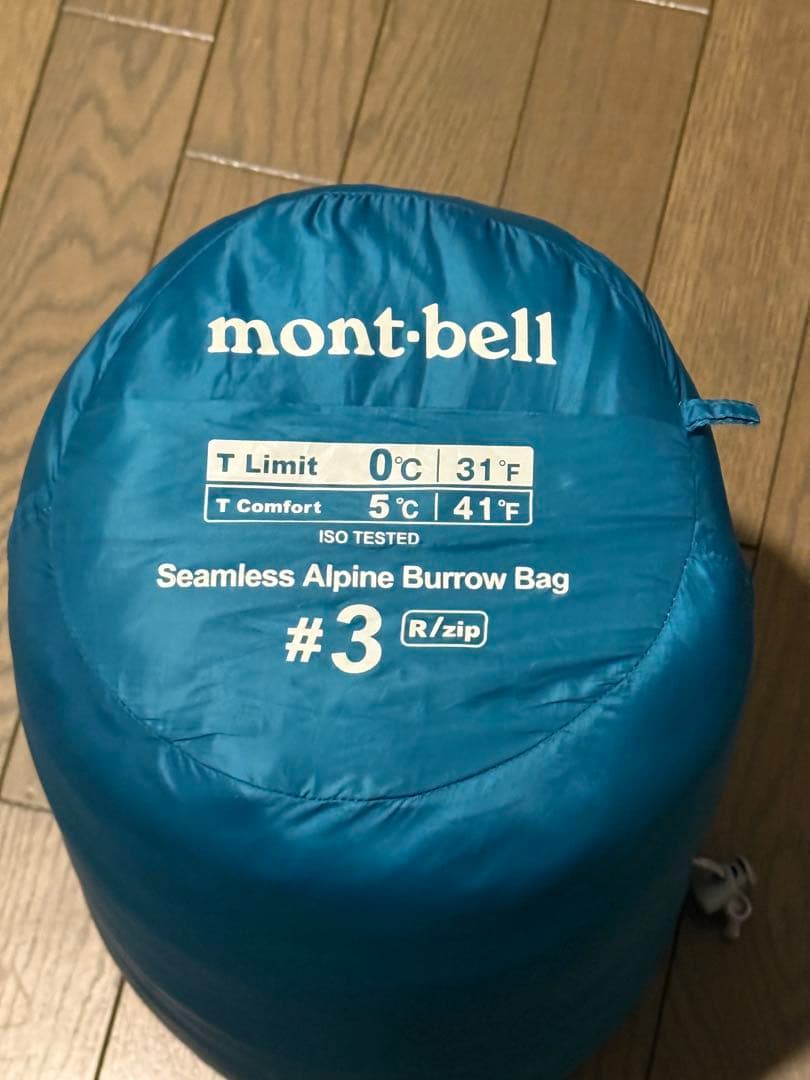 mont·bell
T Limit 0℃ | 31°F
T Comfort 5℃ | 41°F
ISO TESTED
Seamless Alpine Burrow Bag
#3 R/zip